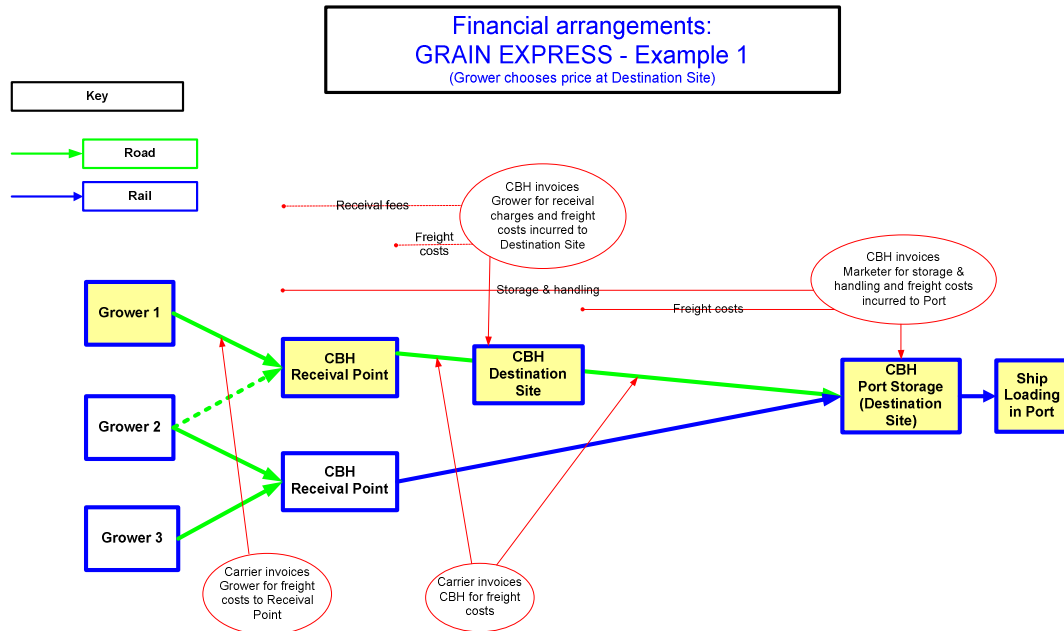 Financial arrangements:
GRAIN EXPRESS - Example 1
(Grower chooses price at Destination Site)
Key
Road
Rail
Receival fees
Freight
costs
CBH invoices
Grower for receival
charges and freight
costs incurred to
Destination Site
Storage & handling
Freight costs
CBH invoices
Marketer for storage &
handling and freight costs
incurred to Port
Grower 1
CBH
Receival Point
CBH
Destination
Site
CBH
Port Storage
(Destination
Site)
Ship
Loading
in Port
Grower 2
CBH
Receival Point
Grower 3
Carrier invoices
Grower for freight
costs to Receival
Point
Carrier invoices
CBH for freight
costs